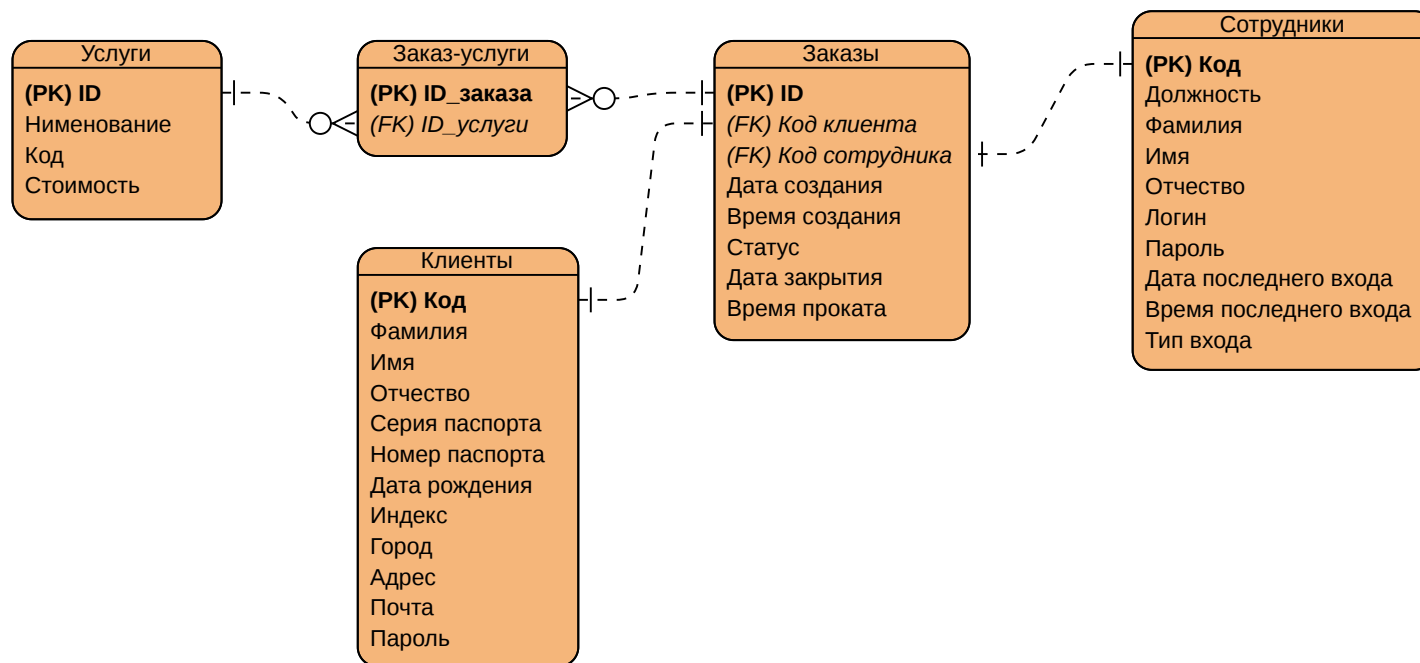 Услуги
(PK) ID
Нименование
Код
Стоимость
Заказ-услуги
(PK) ID_заказа
(FK) ID_услуги
Заказы
(PK) ID
(FK) Код клиента
(FK) Код сотрудника
Дата создания
Время создания
Статус
Дата закрытия
Время проката
Сотрудники
(PK) Код
Должность
Фамилия
Имя
Отчество
Логин
Пароль
Дата последнего входа
Время последнего входа
Тип входа
Клиенты
(PK) Код
Фамилия
Имя
Отчество
Серия паспорта
Номер паспорта
Дата рождения
Индекс
Город
Адрес
Почта
Пароль